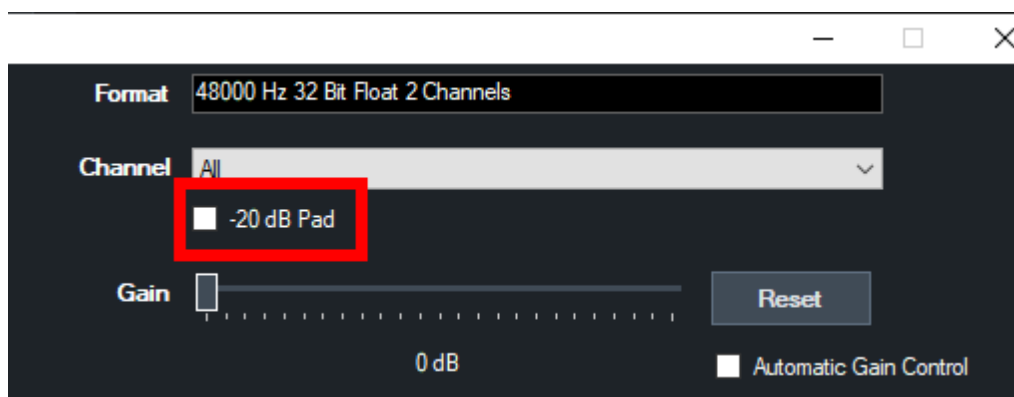 Format 48000 Hz 32 Bit Float 2 Channels
Channel All
-20 dB Pad
Gain Reset
0 dB Automatic Gain Control